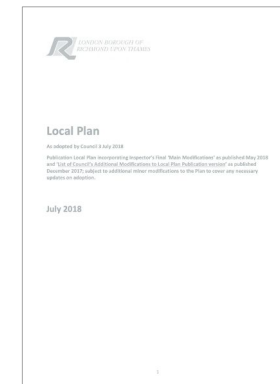 LONDON BOROUGH OF
RICHMOND UPON THAMES
Local Plan
As adopted by Council 3 July 2018
Publication Local Plan incorporating Inspector's final 'Main Modifications' as published May 2018
and 'List of Council's Additional Modifications to Local Plan Publication version' as published
December 2017; subject to additional minor modifications to the Plan to cover any necessary
updates on adoption.
July 2018